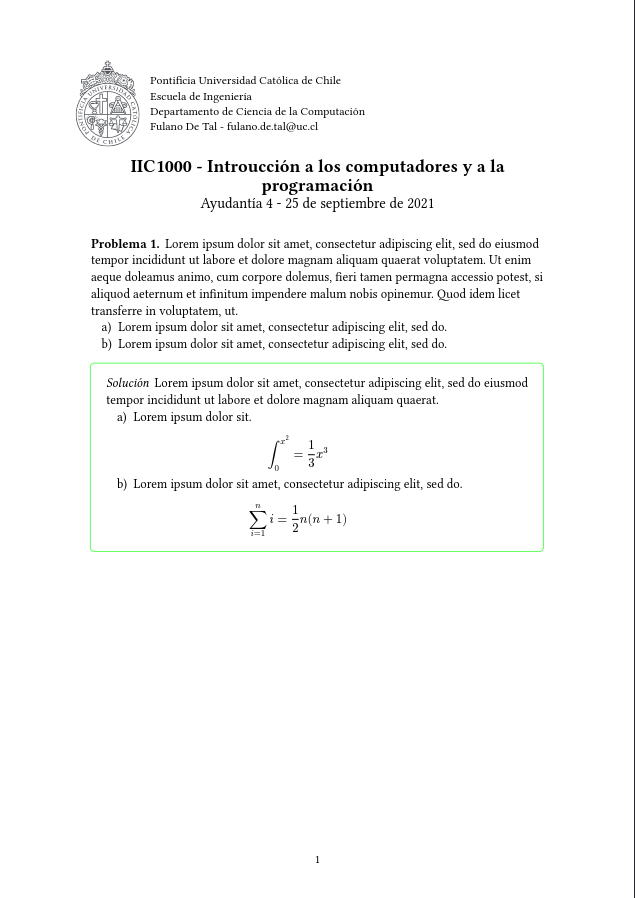 Pontificia Universidad Católica de Chile
Escuela de Ingeniería
Departamento de Ciencia de la Computación
Fulano De Tal - fulano.de.tal@uc.cl
PONTIFICIA UNIVERSIDAD CATOLICA DE CHILE
IIC1000 - Introucción a los computadores y a la
programación
Ayudantía 4 - 25 de septiembre de 2021
Problema 1. Lorem ipsum dolor sit amet, consectetur adipiscing elit, sed do eiusmod
tempor incididunt ut labore et dolore magnam aliquam quaerat voluptatem. Ut enim
aeque doleamus animo, cum corpore dolemus, fieri tamen permagna accessio potest, si
aliquod aeternum et infinitum impendere malum nobis opinemur. Quod idem licet
transferre in voluptatem, ut.
a) Lorem ipsum dolor sit amet, consectetur adipiscing elit, sed do.
b) Lorem ipsum dolor sit amet, consectetur adipiscing elit, sed do.
Solución Lorem ipsum dolor sit amet, consectetur adipiscing elit, sed do eiusmod
tempor incididunt ut labore et dolore magnam aliquam quaerat.
a) Lorem ipsum dolor sit.
∫_0^{x^2} = 1/3 x^3
b) Lorem ipsum dolor sit amet, consectetur adipiscing elit, sed do.
∑_{i=1}^n i = 1/2 n(n + 1)
1